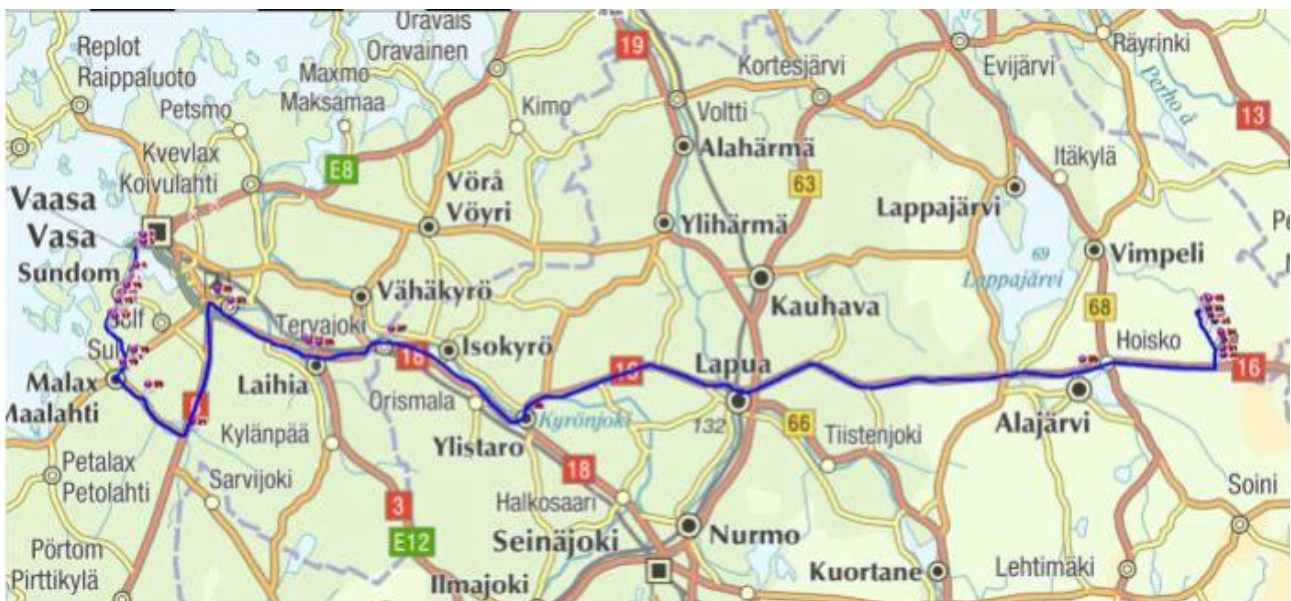 Oravais
Oravainen
19
Räyrinki
Replot
Raippaluoto
Maxmo
Maksamaa
Kortesjärvi
Evijärvi
Perho å
Petsmo
Kimo
Voltti
13
Alahärmä
Kvevlax
Koivulahti
E8
Vörå
Vöyri
63
Itäkylä
Lappajärvi
Vaasa
Vasa
Ylihärmä
69
Lappajärvi
Vimpeli
Sundom
Vähäkyrö
Kauhava
68
Tervajoki
Isokyrö
Hoisko
18
16
Lapua
16
Malax
Maalahti
Laihia
Orismala
Kyrönjoki
132
66
Alajärvi
Kylänpää
Ylistaro
Tiistenjoki
Petalax
Petolahti
Sarvijoki
18
Halkosaari
Soini
3
E12
Seinäjoki
Nurmo
Pörtom
Pirttikylä
Ilmajoki
Kuortane
Lehtimäki